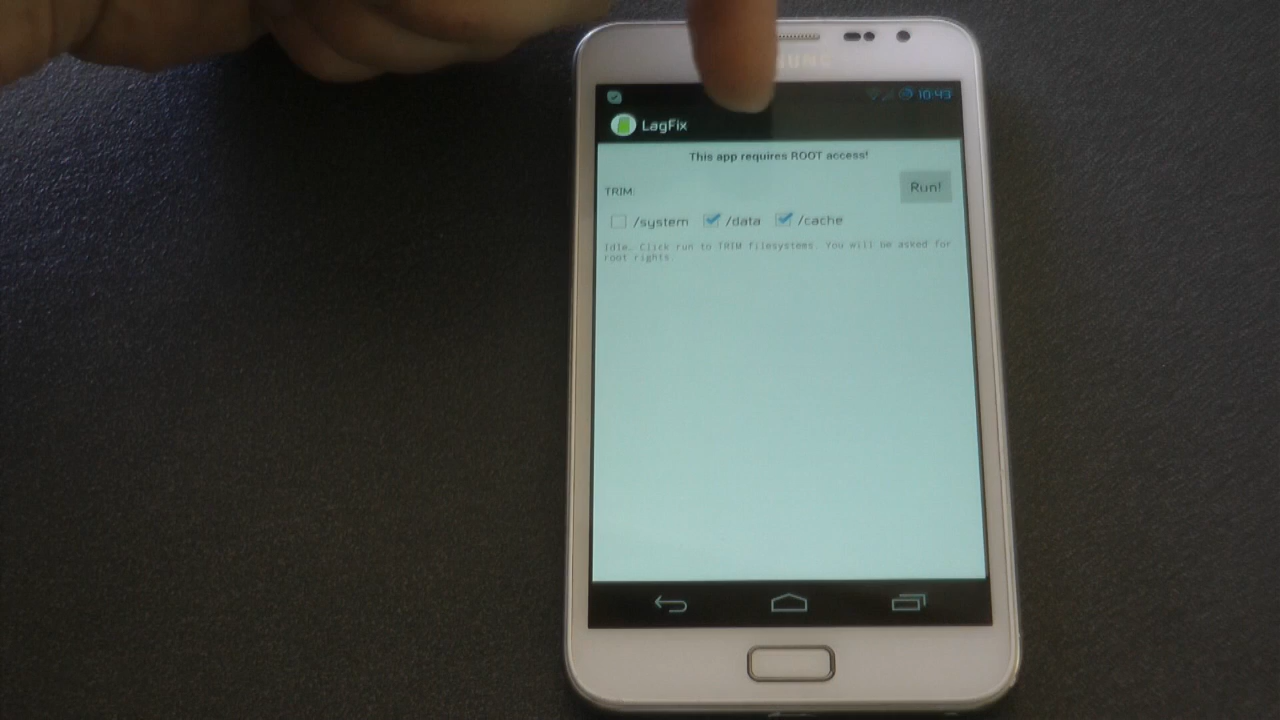 10:43
LagFix
This app requires ROOT access!
TRIM:
Run!
/system /data /cache
Idle. Click run to TRIM filesystems. You will be asked for
root rights.